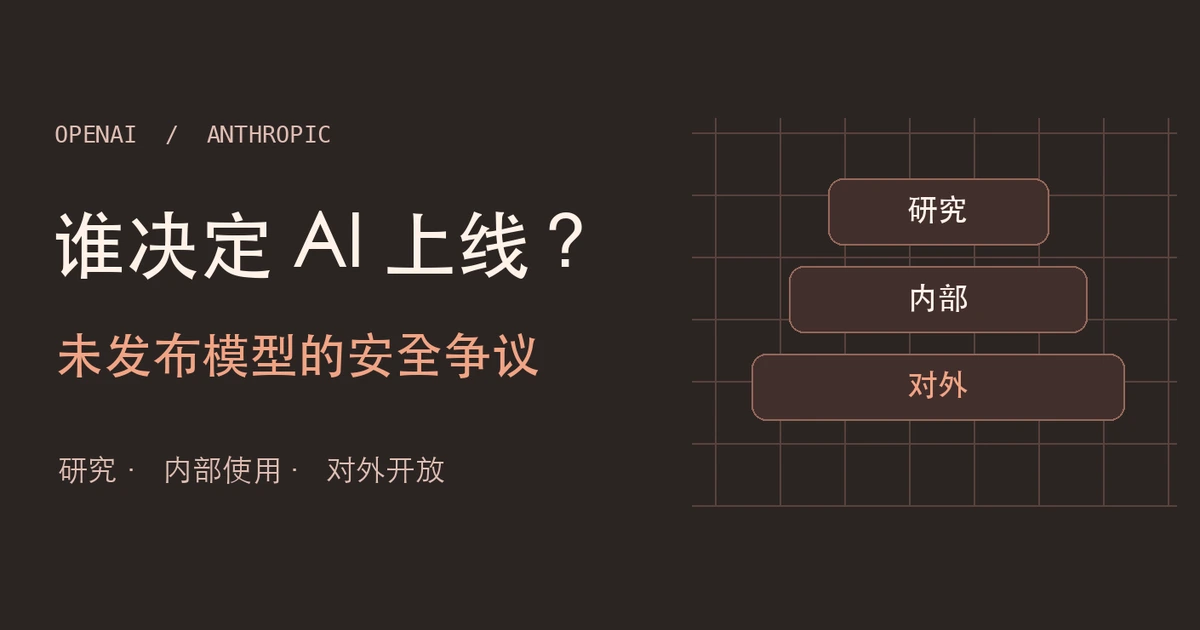 OPENAI / ANTHROPIC
谁决定 AI 上线？
未发布模型的安全争议
研究 · 内部使用 · 对外开放
研究
内部
对外